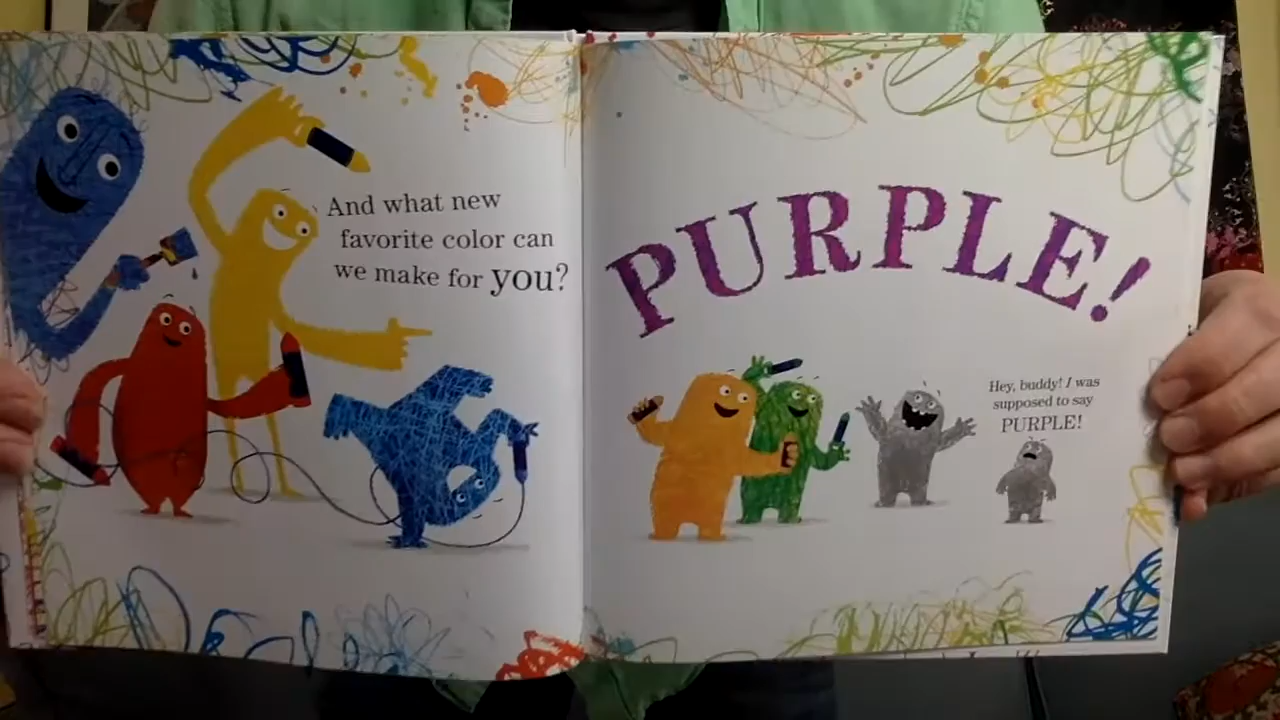 And what new
favorite color can
we make for you?
PURPLE!
Hey, buddy! I was
supposed to say
PURPLE!